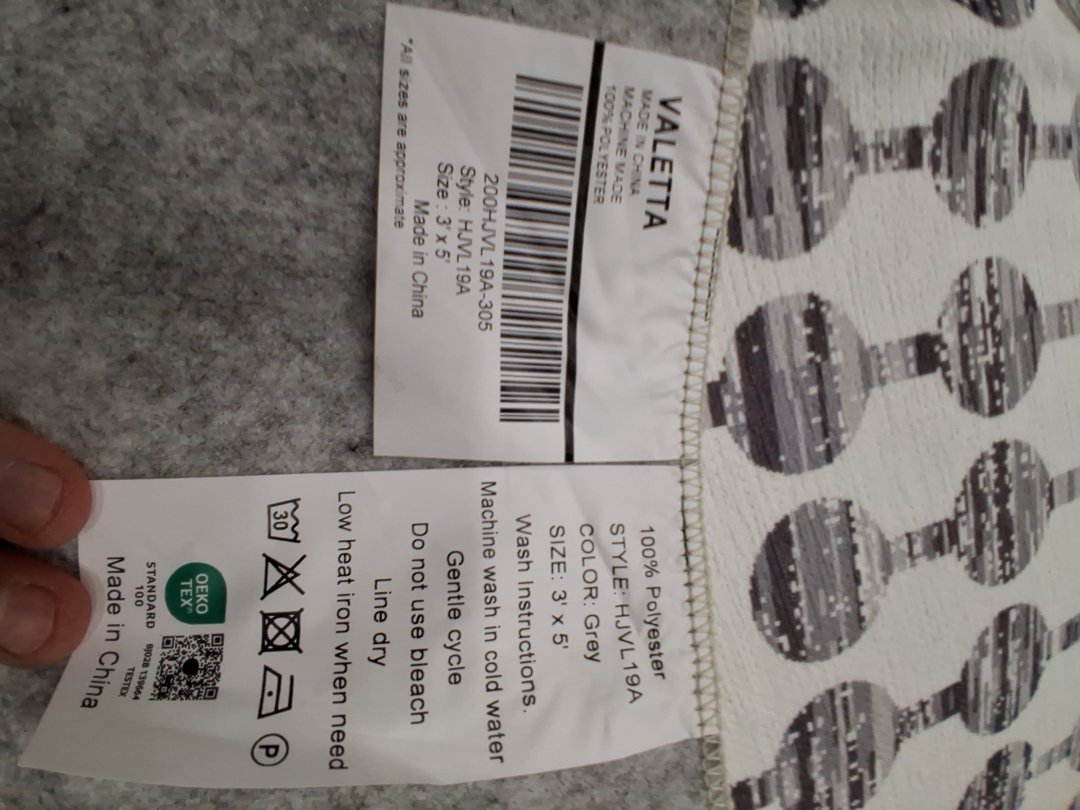 VALETTA
MADE IN CHINA
MACHINE MADE
100% POLYESTER
200HJVL19A-305
Style: HJVL19A
Size : 3' x 5'
Made in China
*All sizes are approximate
100% Polyester
STYLE: HJVL19A
COLOR: Grey
SIZE: 3' x 5'
Wash Instructions.
Machine wash in cold water
Gentle cycle
Do not use bleach
Line dry
Low heat iron when need
30
P
OEKO
TEX®
STANDARD
100
BJ028 139964
TESTEX
Made in China